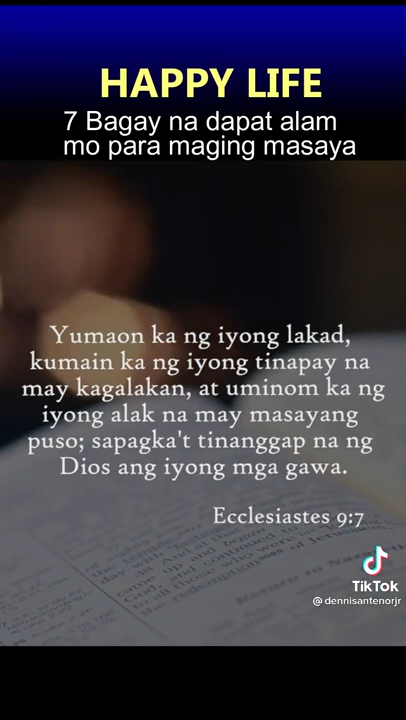 HAPPY LIFE
7 Bagay na dapat alam
mo para maging masaya
Yumaon ka ng iyong lakad,
kumain ka ng iyong tinapay na
may kagalakan, at uminom ka ng
iyong alak na may masayang
puso; sapagka't tinanggap na ng
Dios ang iyong mga gawa.
Ecclesiastes 9:7
TikTok
@dennisantenorjr